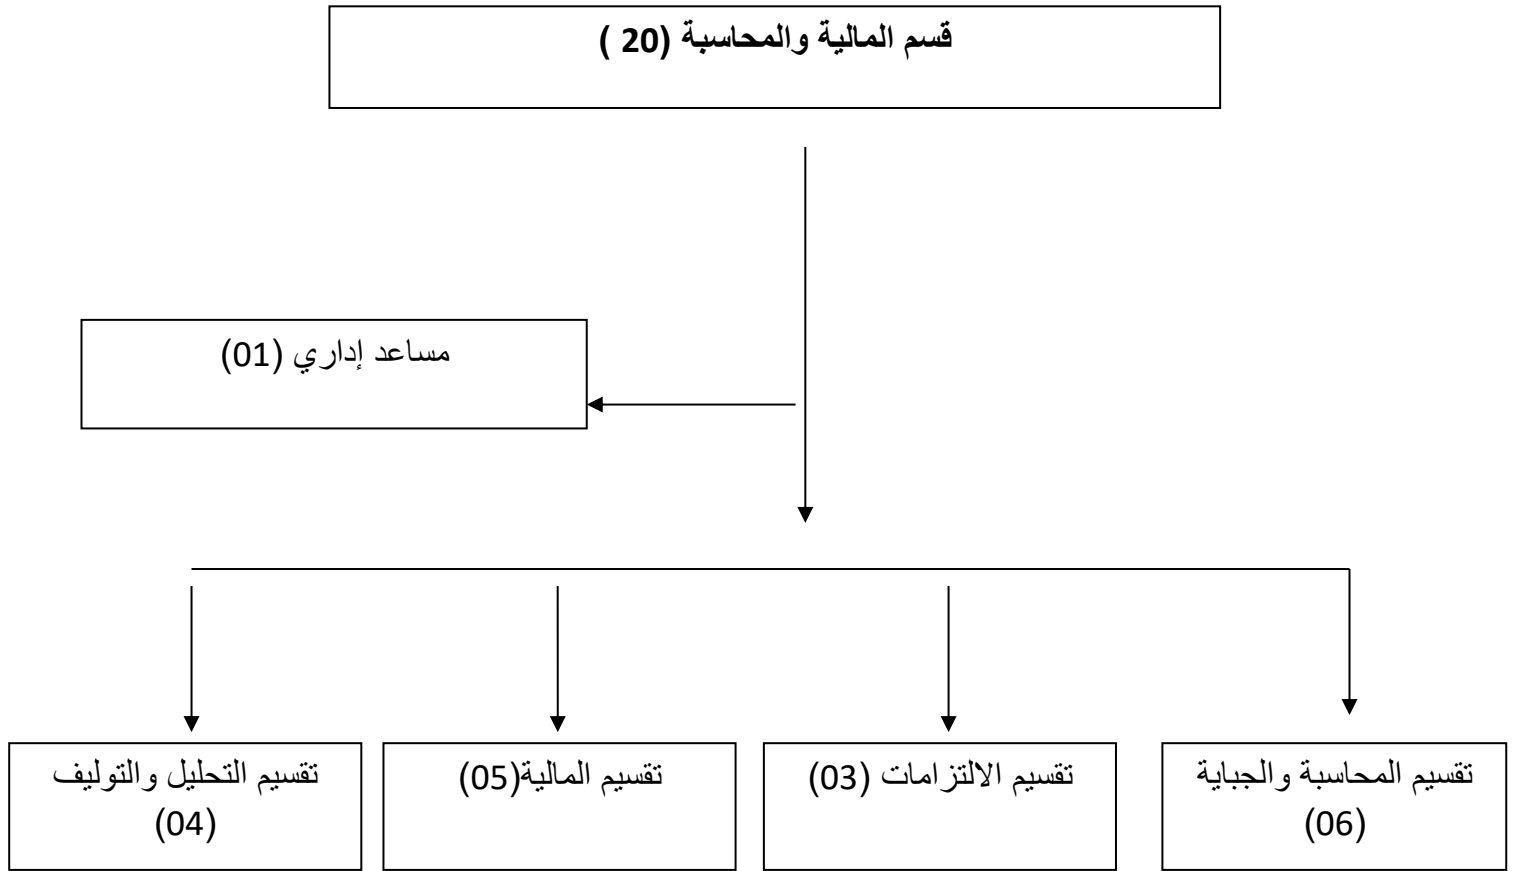 قسم المالية والمحاسبة (20 )
مساعد إداري (01)
تقسيم المحاسبة والجباية
(06)
تقسيم الالتزامات (03)
تقسيم المالية(05)
تقسيم التحليل والتوليف
(04)